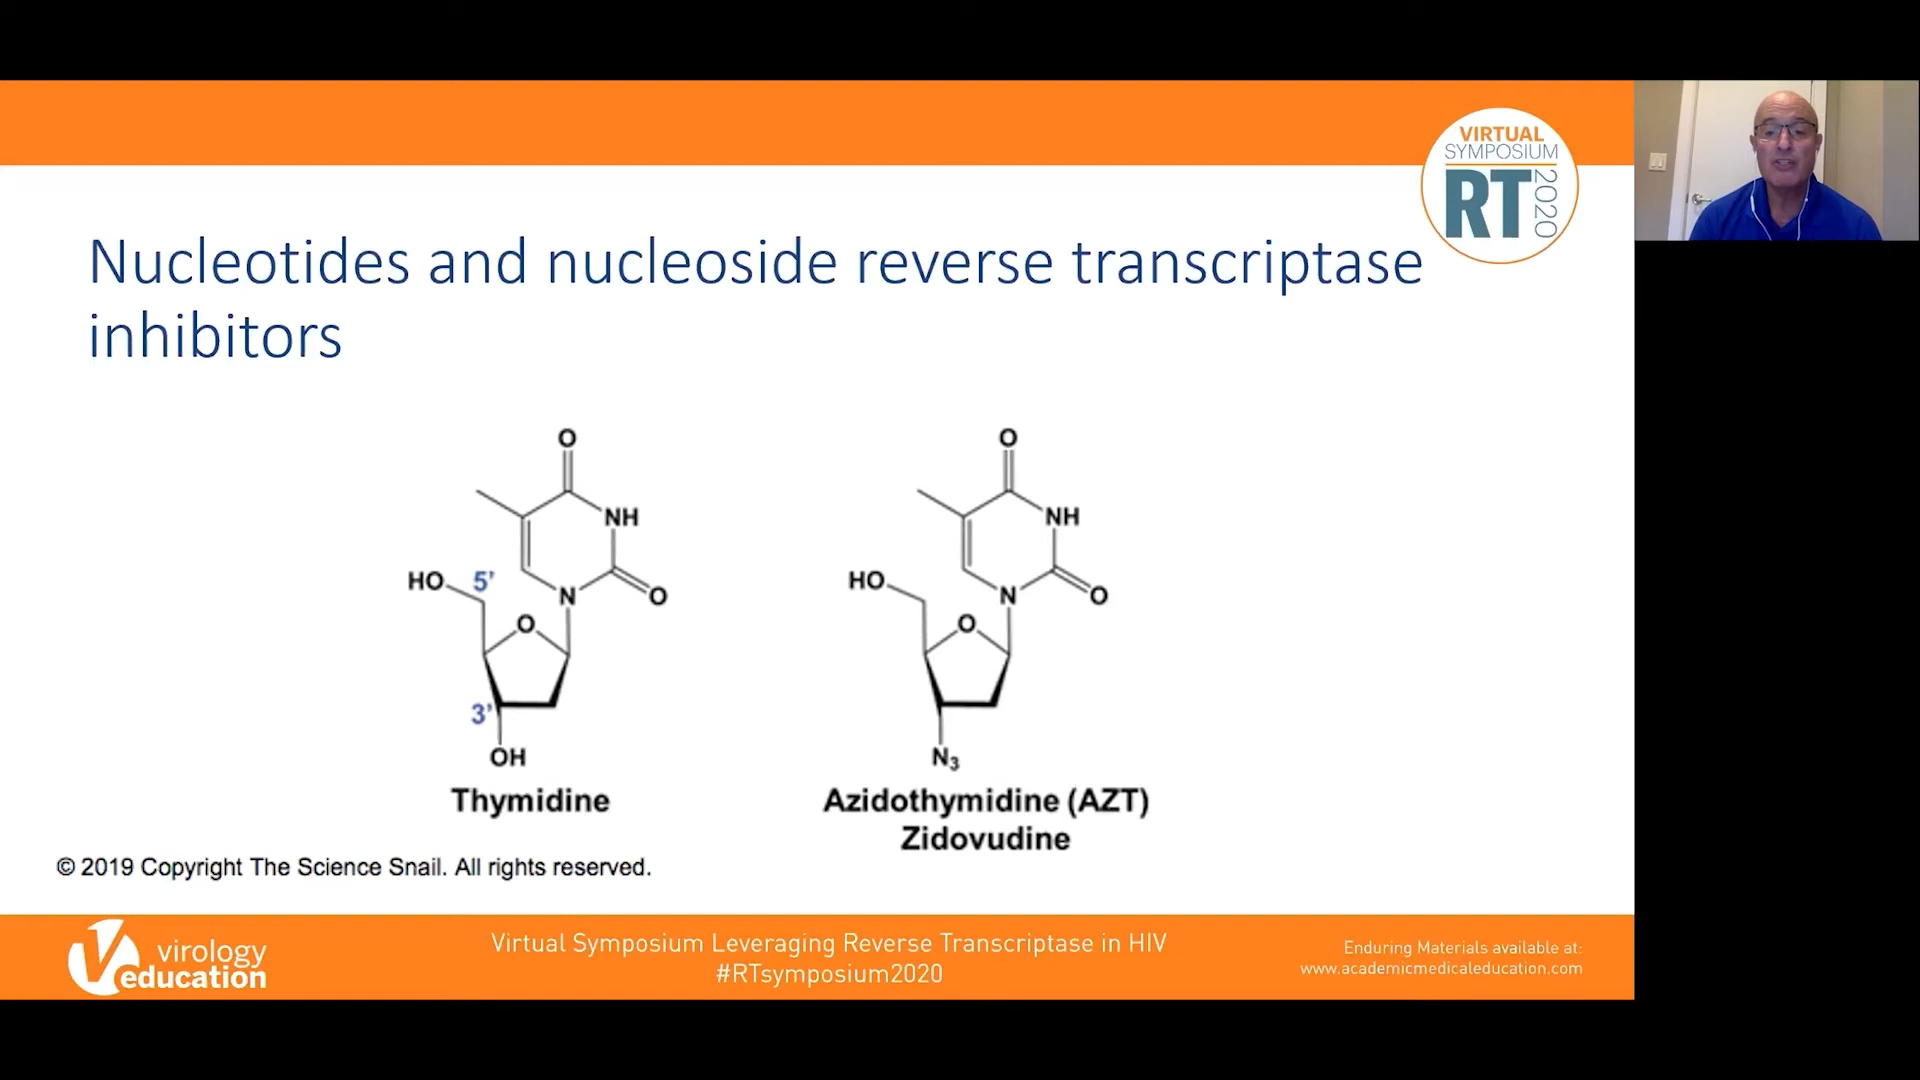 VIRTUAL
SYMPOSIUM
RT 2020
Nucleotides and nucleoside reverse transcriptase
inhibitors
O
NH
HO
5’
N
O
O
3’
OH
Thymidine
O
NH
HO
N
O
O
N3
Azidothymidine (AZT)
Zidovudine
© 2019 Copyright The Science Snail. All rights reserved.
virology
education
Virtual Symposium Leveraging Reverse Transcriptase in HIV
#RTsymposium2020
Enduring Materials available at:
www.academicmedicaleducation.com